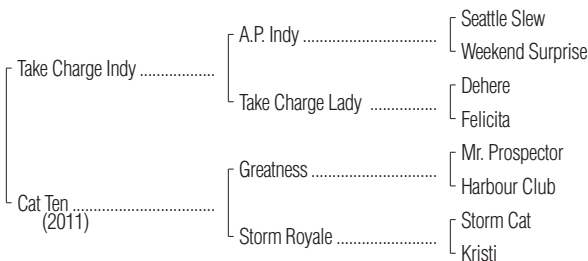 Seattle Slew
A.P. Indy ....................................
Weekend Surprise
Take Charge Indy ....................
Dehere
Take Charge Lady ..................
Felicita
Mr. Prospector
Greatness ..................................
Harbour Club
Cat Ten .......................................
(2011)
Storm Cat
Storm Royale ...........................
Kristi